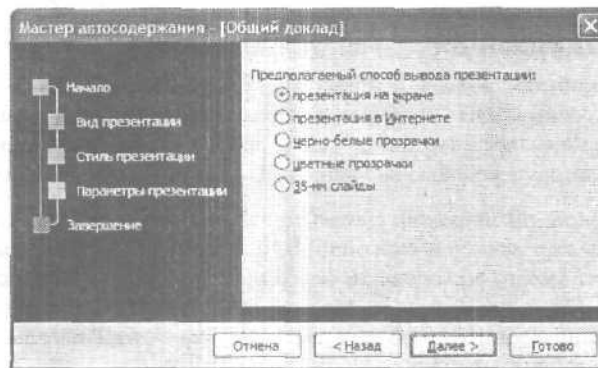 Мастер автосодержания - [Общий доклад]
Начало
Вид презентации
Стиль презентации
Параметры презентации
Завершение
Предполагаемый способ вывода презентации:
презентация на экране
презентация в Интернете
черно-белые прозрачки
цветные прозрачки
35-мм слайды
Отмена
< Назад
Далее >
Готово